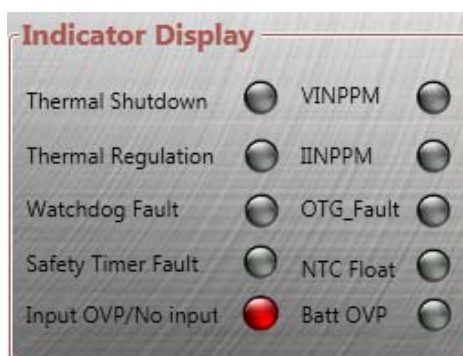 Indicator Display
Thermal Shutdown VINPPM
Thermal Regulation IINPPM
Watchdog Fault OTG_Fault
Safety Timer Fault NTC Float
Input OVP/No input Batt OVP